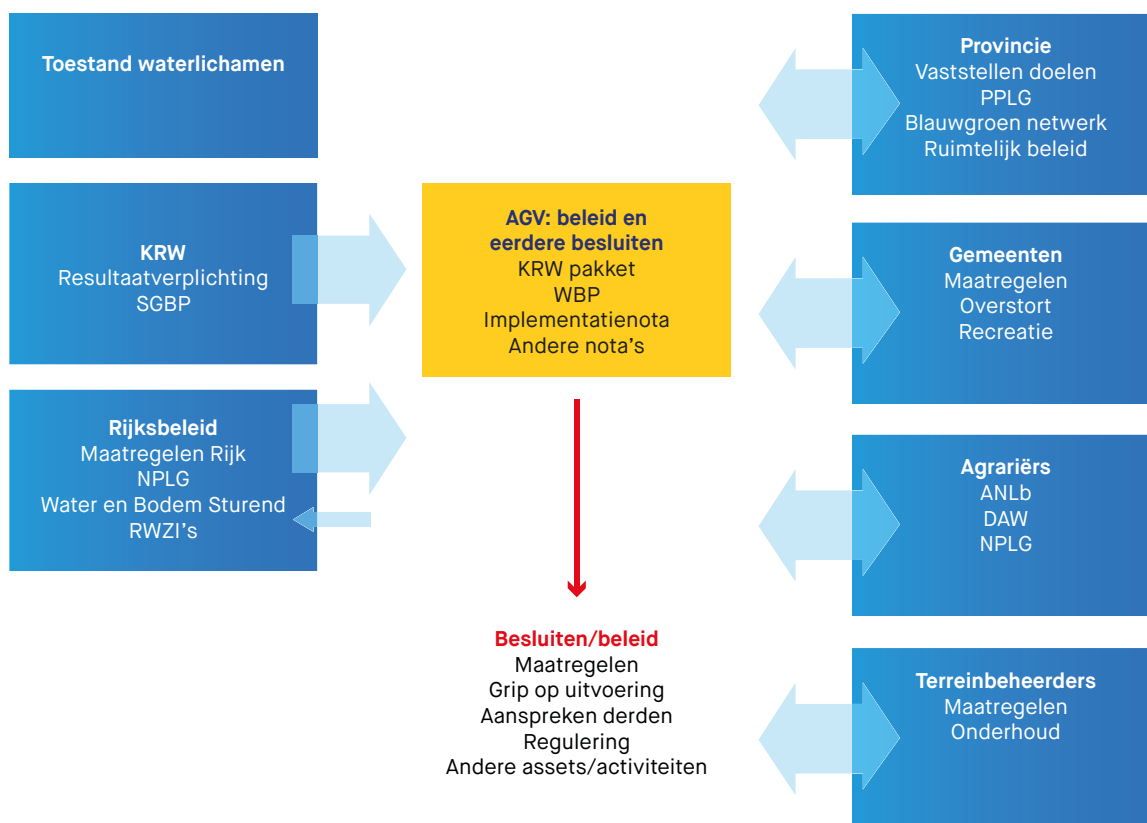 Toestand waterlichamen
KRW
Resultaatverplichting
SGBP
Rijksbeleid
Maatregelen Rijk
NPLG
Water en Bodem Sturend
RWZI's
AGV: beleid en
eerdere besluiten
KRW pakket
WBP
Implementatienota
Andere nota's
Besluiten/beleid
Maatregelen
Grip op uitvoering
Aanspreken derden
Regulering
Andere assets/activiteiten
Provincie
Vaststellen doelen
PPLG
Blauwgroen netwerk
Ruimtelijk beleid
Gemeenten
Maatregelen
Overstort
Recreatie
Agrariërs
ANLb
DAW
NPLG
Terreinbeheerders
Maatregelen
Onderhoud